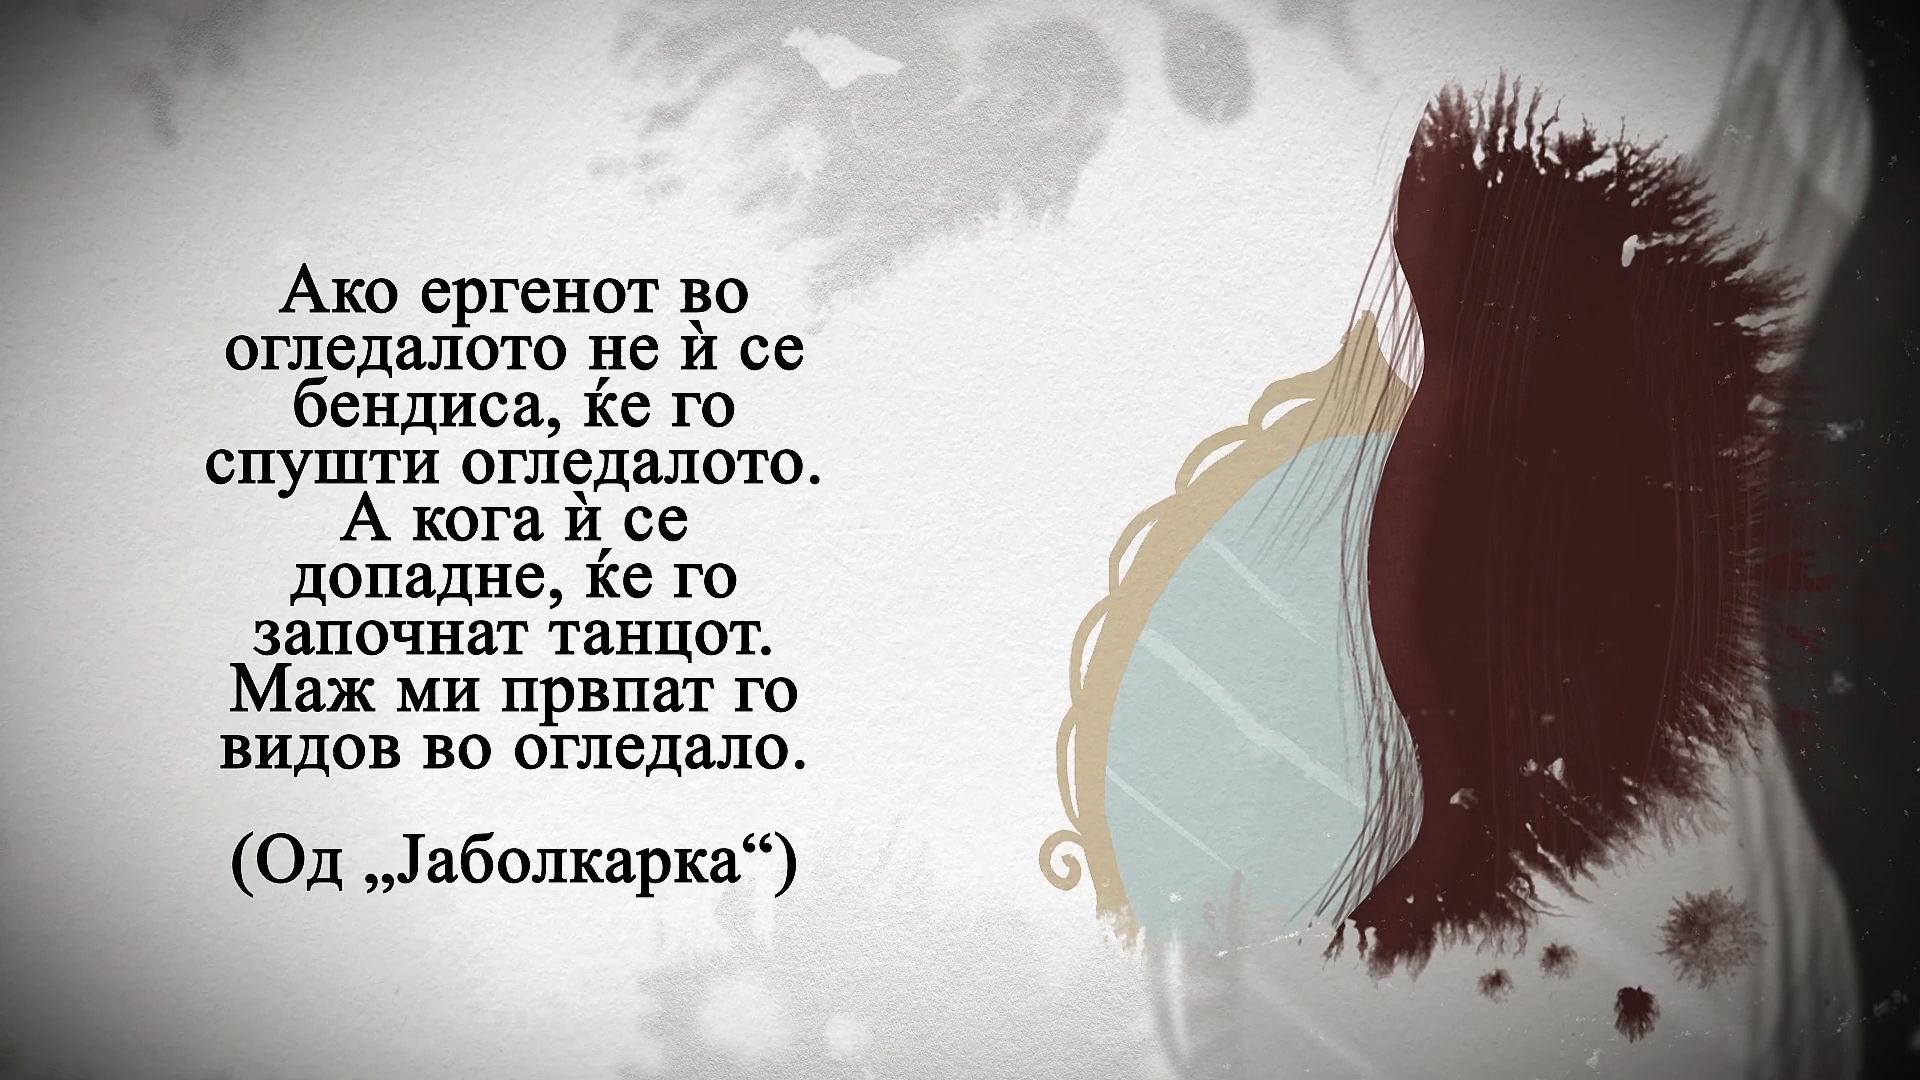 Ако ергенот во
огледалото не ѝ се
бендиса, ќе го
спушти огледалото.
А кога ѝ се
допадне, ќе го
започнат танцот.
Маж ми првпат го
видов во огледало.
(Од „Јаболкарка“)